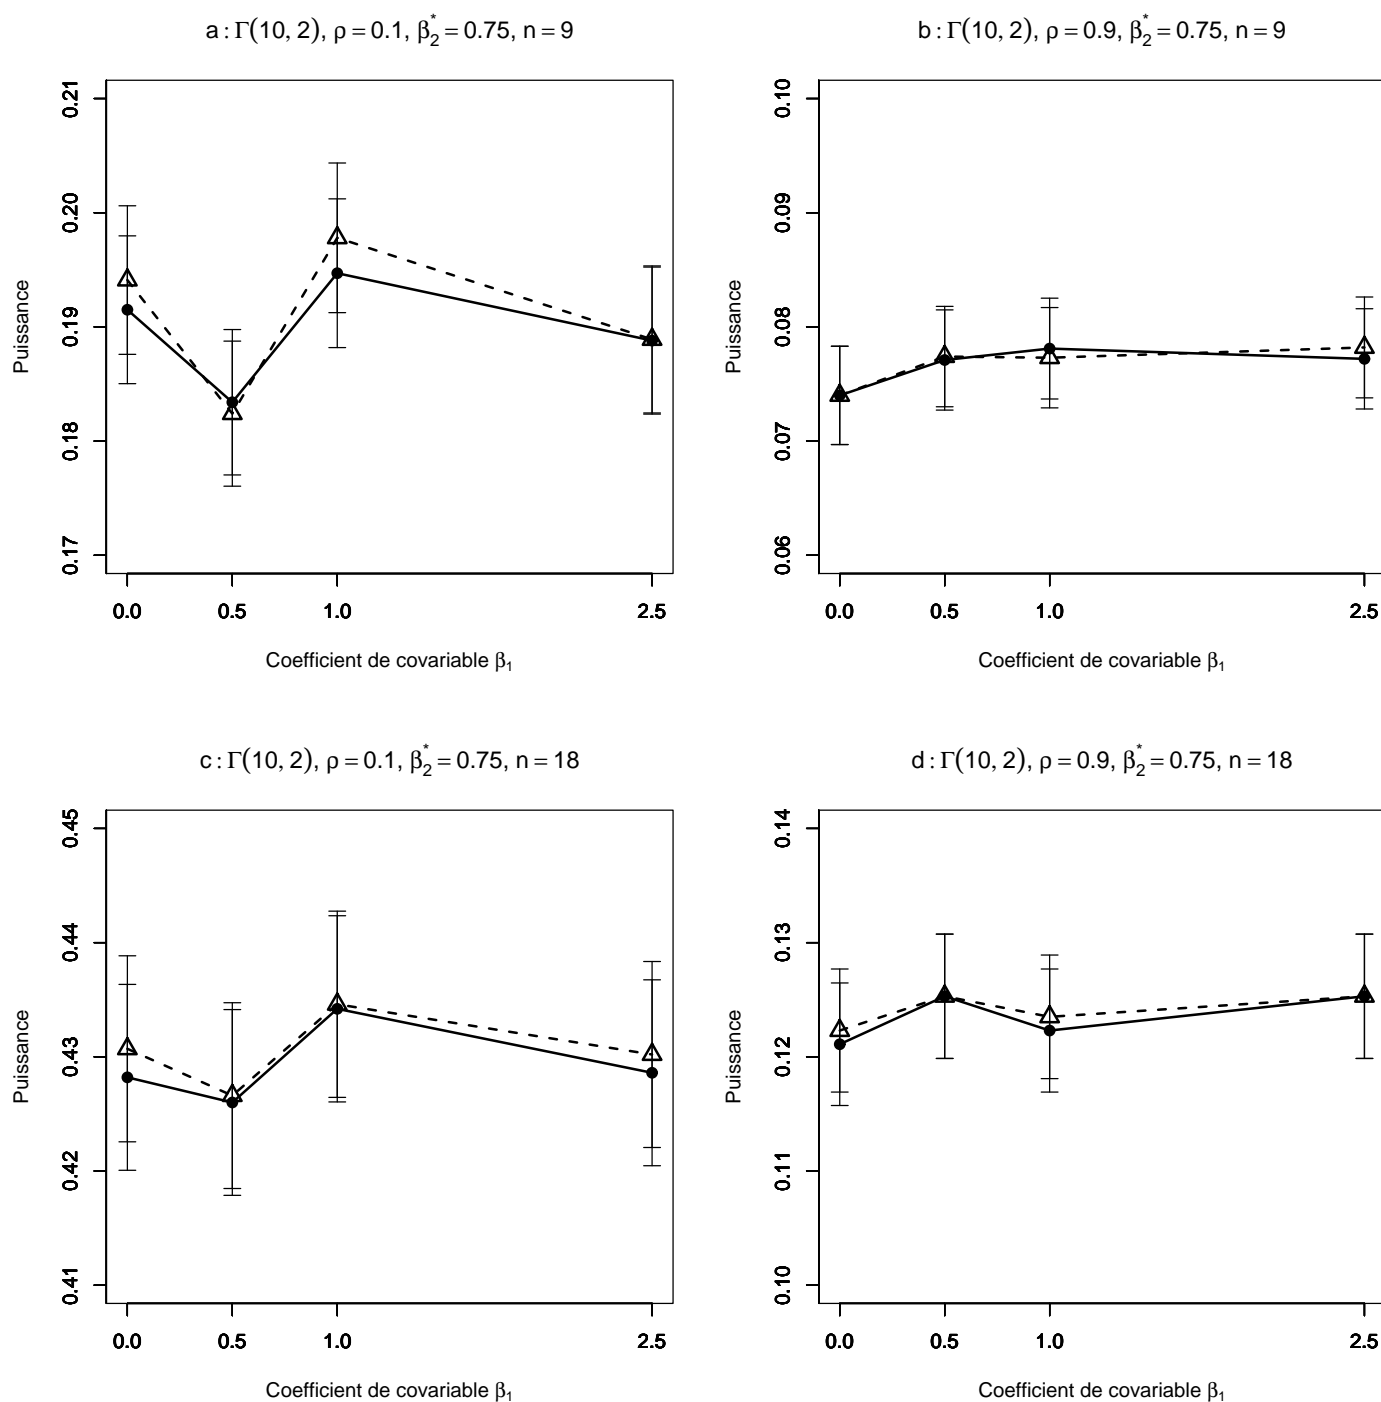 a : Γ(10, 2), ρ = 0.1, β₂* = 0.75, n = 9
0.21
0.20
0.19
0.18
0.17
Puissance
0.0 0.5 1.0 2.5
Coefficient de covariable β₁
b : Γ(10, 2), ρ = 0.9, β₂* = 0.75, n = 9
0.10
0.09
0.08
0.07
0.06
Puissance
0.0 0.5 1.0 2.5
Coefficient de covariable β₁
c : Γ(10, 2), ρ = 0.1, β₂* = 0.75, n = 18
0.45
0.44
0.43
0.42
0.41
Puissance
0.0 0.5 1.0 2.5
Coefficient de covariable β₁
d : Γ(10, 2), ρ = 0.9, β₂* = 0.75, n = 18
0.14
0.13
0.12
0.11
0.10
Puissance
0.0 0.5 1.0 2.5
Coefficient de covariable β₁